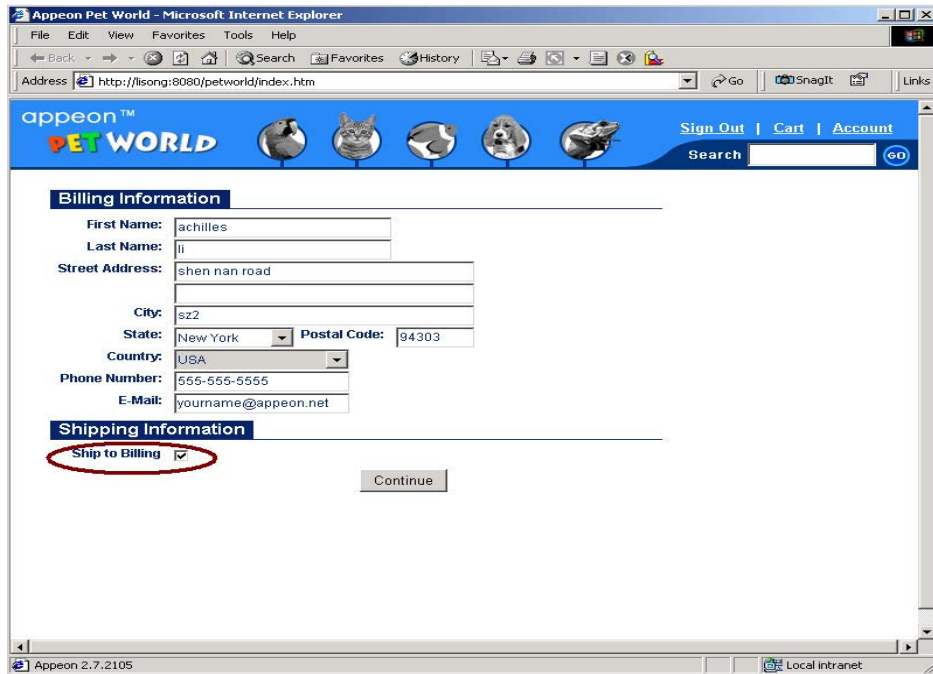 Appeon Pet World - Microsoft Internet Explorer
File Edit View Favorites Tools Help
Back Search Favorites History
Address http://lisong:8080/petworld/index.htm Go SnagIt Links
appeon™
PET WORLD
Sign Out | Cart | Account
Search GO
Billing Information
First Name: achilles
Last Name: li
Street Address: shen nan road
City: sz2
State: New York Postal Code: 94303
Country: USA
Phone Number: 555-555-5555
E-Mail: yourname@appeon.net
Shipping Information
Ship to Billing
Continue
Appeon 2.7.2105 Local intranet